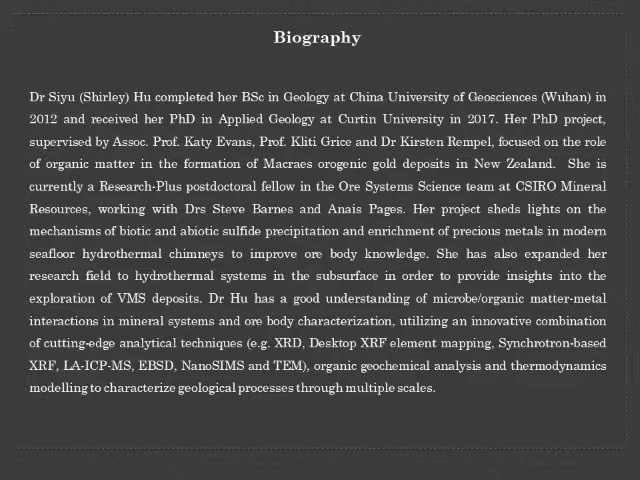 Biography
Dr Siyu (Shirley) Hu completed her BSc in Geology at China University of Geosciences (Wuhan) in
2012 and received her PhD in Applied Geology at Curtin University in 2017. Her PhD project,
supervised by Assoc. Prof. Katy Evans, Prof. Kliti Grice and Dr Kirsten Rempel, focused on the role
of organic matter in the formation of Macraes orogenic gold deposits in New Zealand. She is
currently a Research-Plus postdoctoral fellow in the Ore Systems Science team at CSIRO Mineral
Resources, working with Drs Steve Barnes and Anais Pages. Her project sheds lights on the
mechanisms of biotic and abiotic sulfide precipitation and enrichment of precious metals in modern
seafloor hydrothermal chimneys to improve ore body knowledge. She has also expanded her
research field to hydrothermal systems in the subsurface in order to provide insights into the
exploration of VMS deposits. Dr Hu has a good understanding of microbe/organic matter-metal
interactions in mineral systems and ore body characterization, utilizing an innovative combination
of cutting-edge analytical techniques (e.g. XRD, Desktop XRF element mapping, Synchrotron-based
XRF, LA-ICP-MS, EBSD, NanoSIMS and TEM), organic geochemical analysis and thermodynamics
modelling to characterize geological processes through multiple scales.